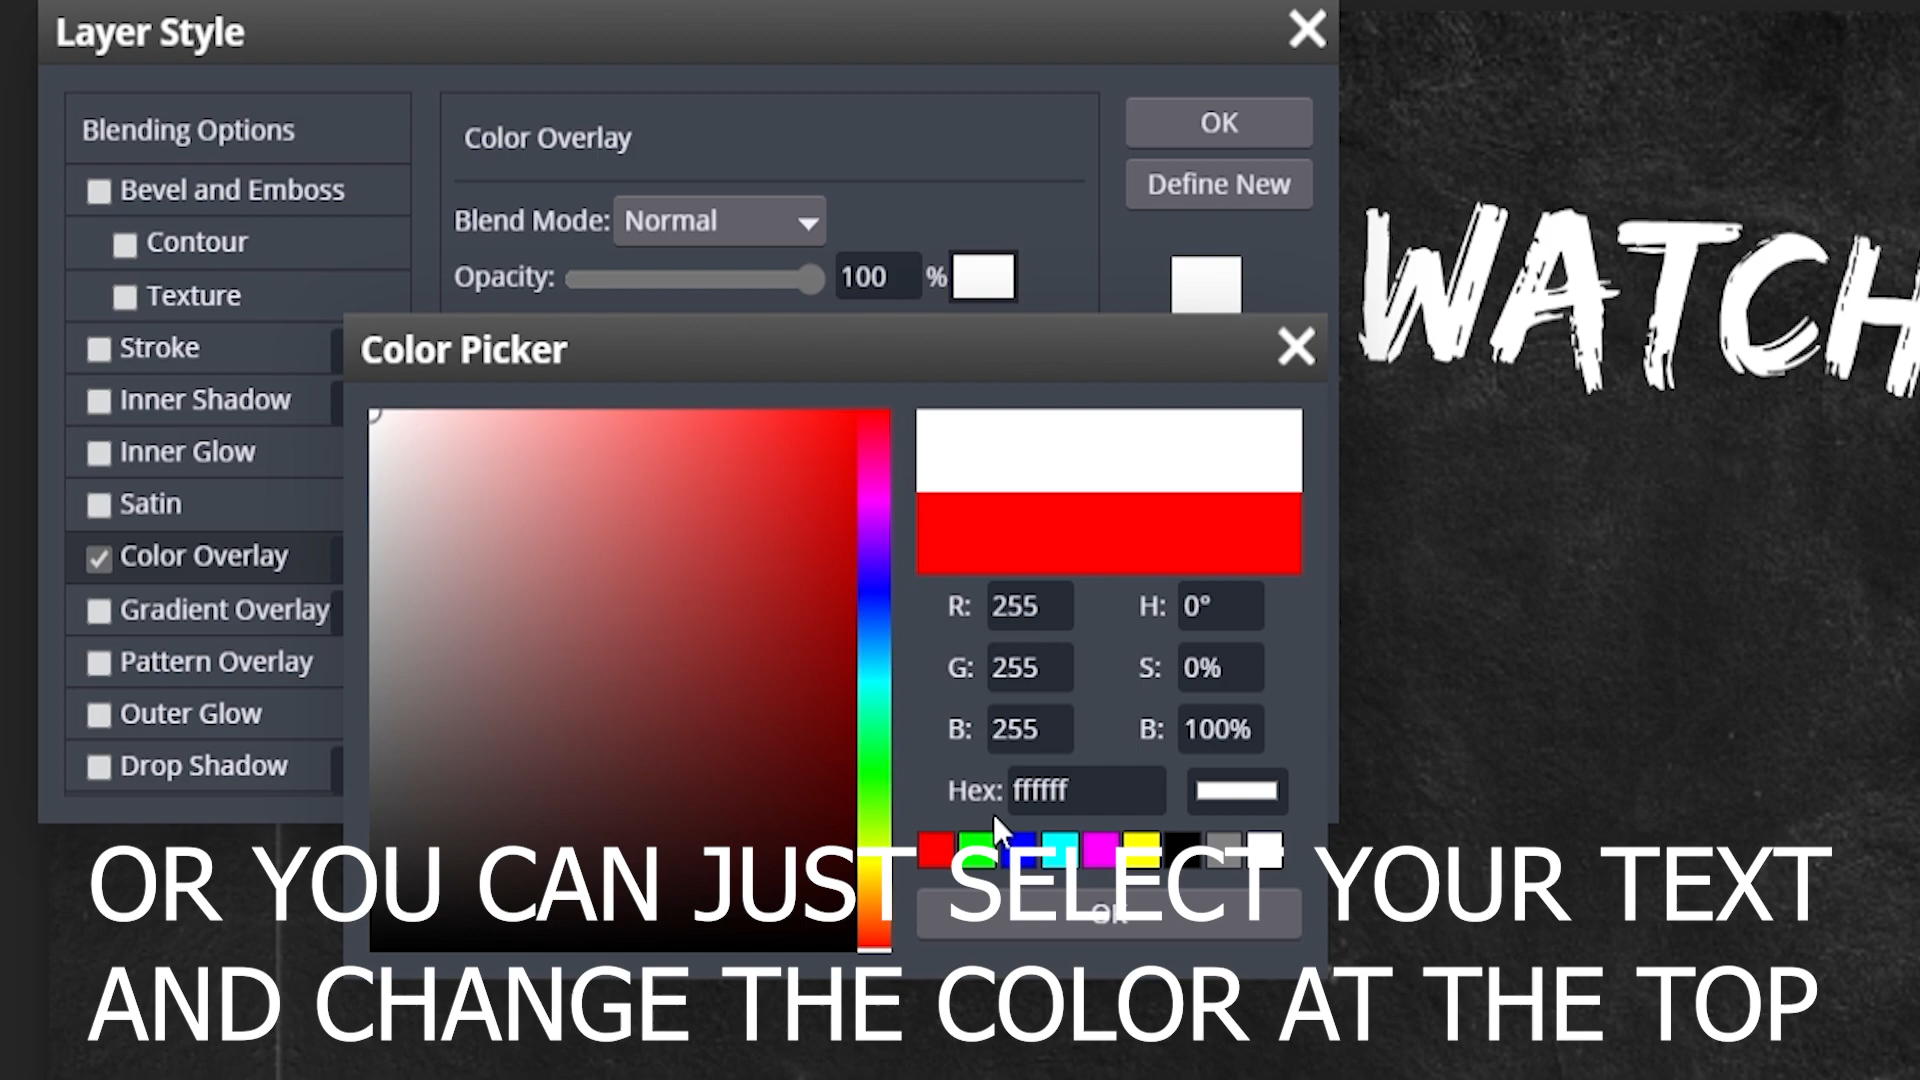 Layer Style
Blending Options
Bevel and Emboss
Contour
Texture
Stroke
Inner Shadow
Inner Glow
Satin
Color Overlay
Gradient Overlay
Pattern Overlay
Outer Glow
Drop Shadow
Color Overlay
Blend Mode: Normal
Opacity: 100 %
OK
Define New
WATCH
Color Picker
R: 255 H: 0°
G: 255 S: 0%
B: 255 B: 100%
Hex: ffffff
OK
OR YOU CAN JUST SELECT YOUR TEXT
AND CHANGE THE COLOR AT THE TOP